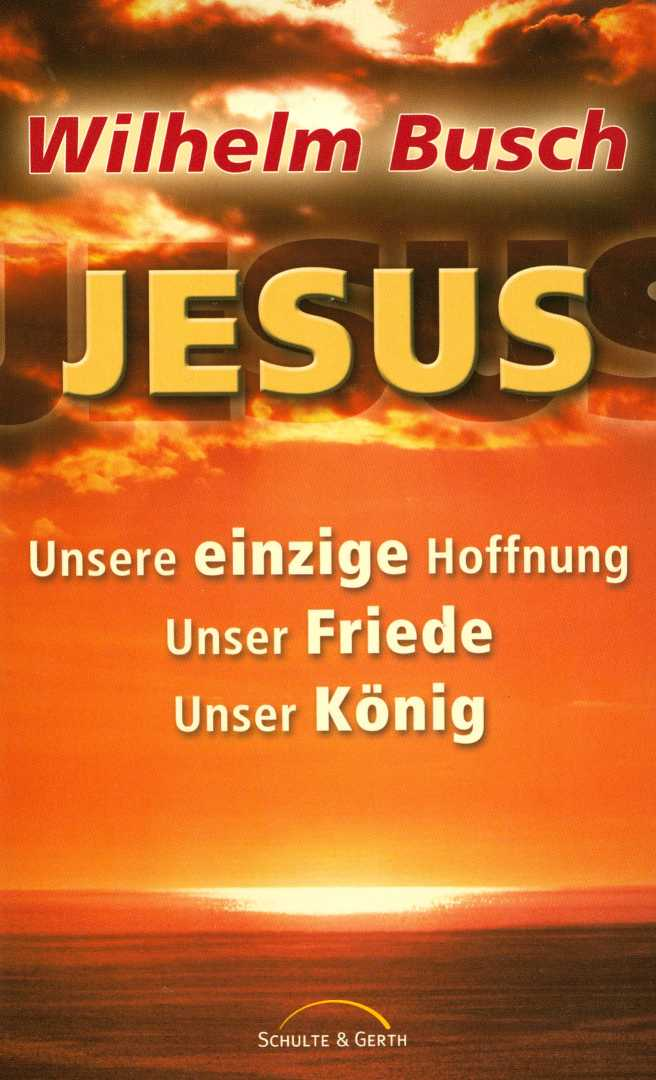 Wilhelm Busch
JESUS
Unsere einzige Hoffnung
Unser Friede
Unser König
SCHULTE & GERTH